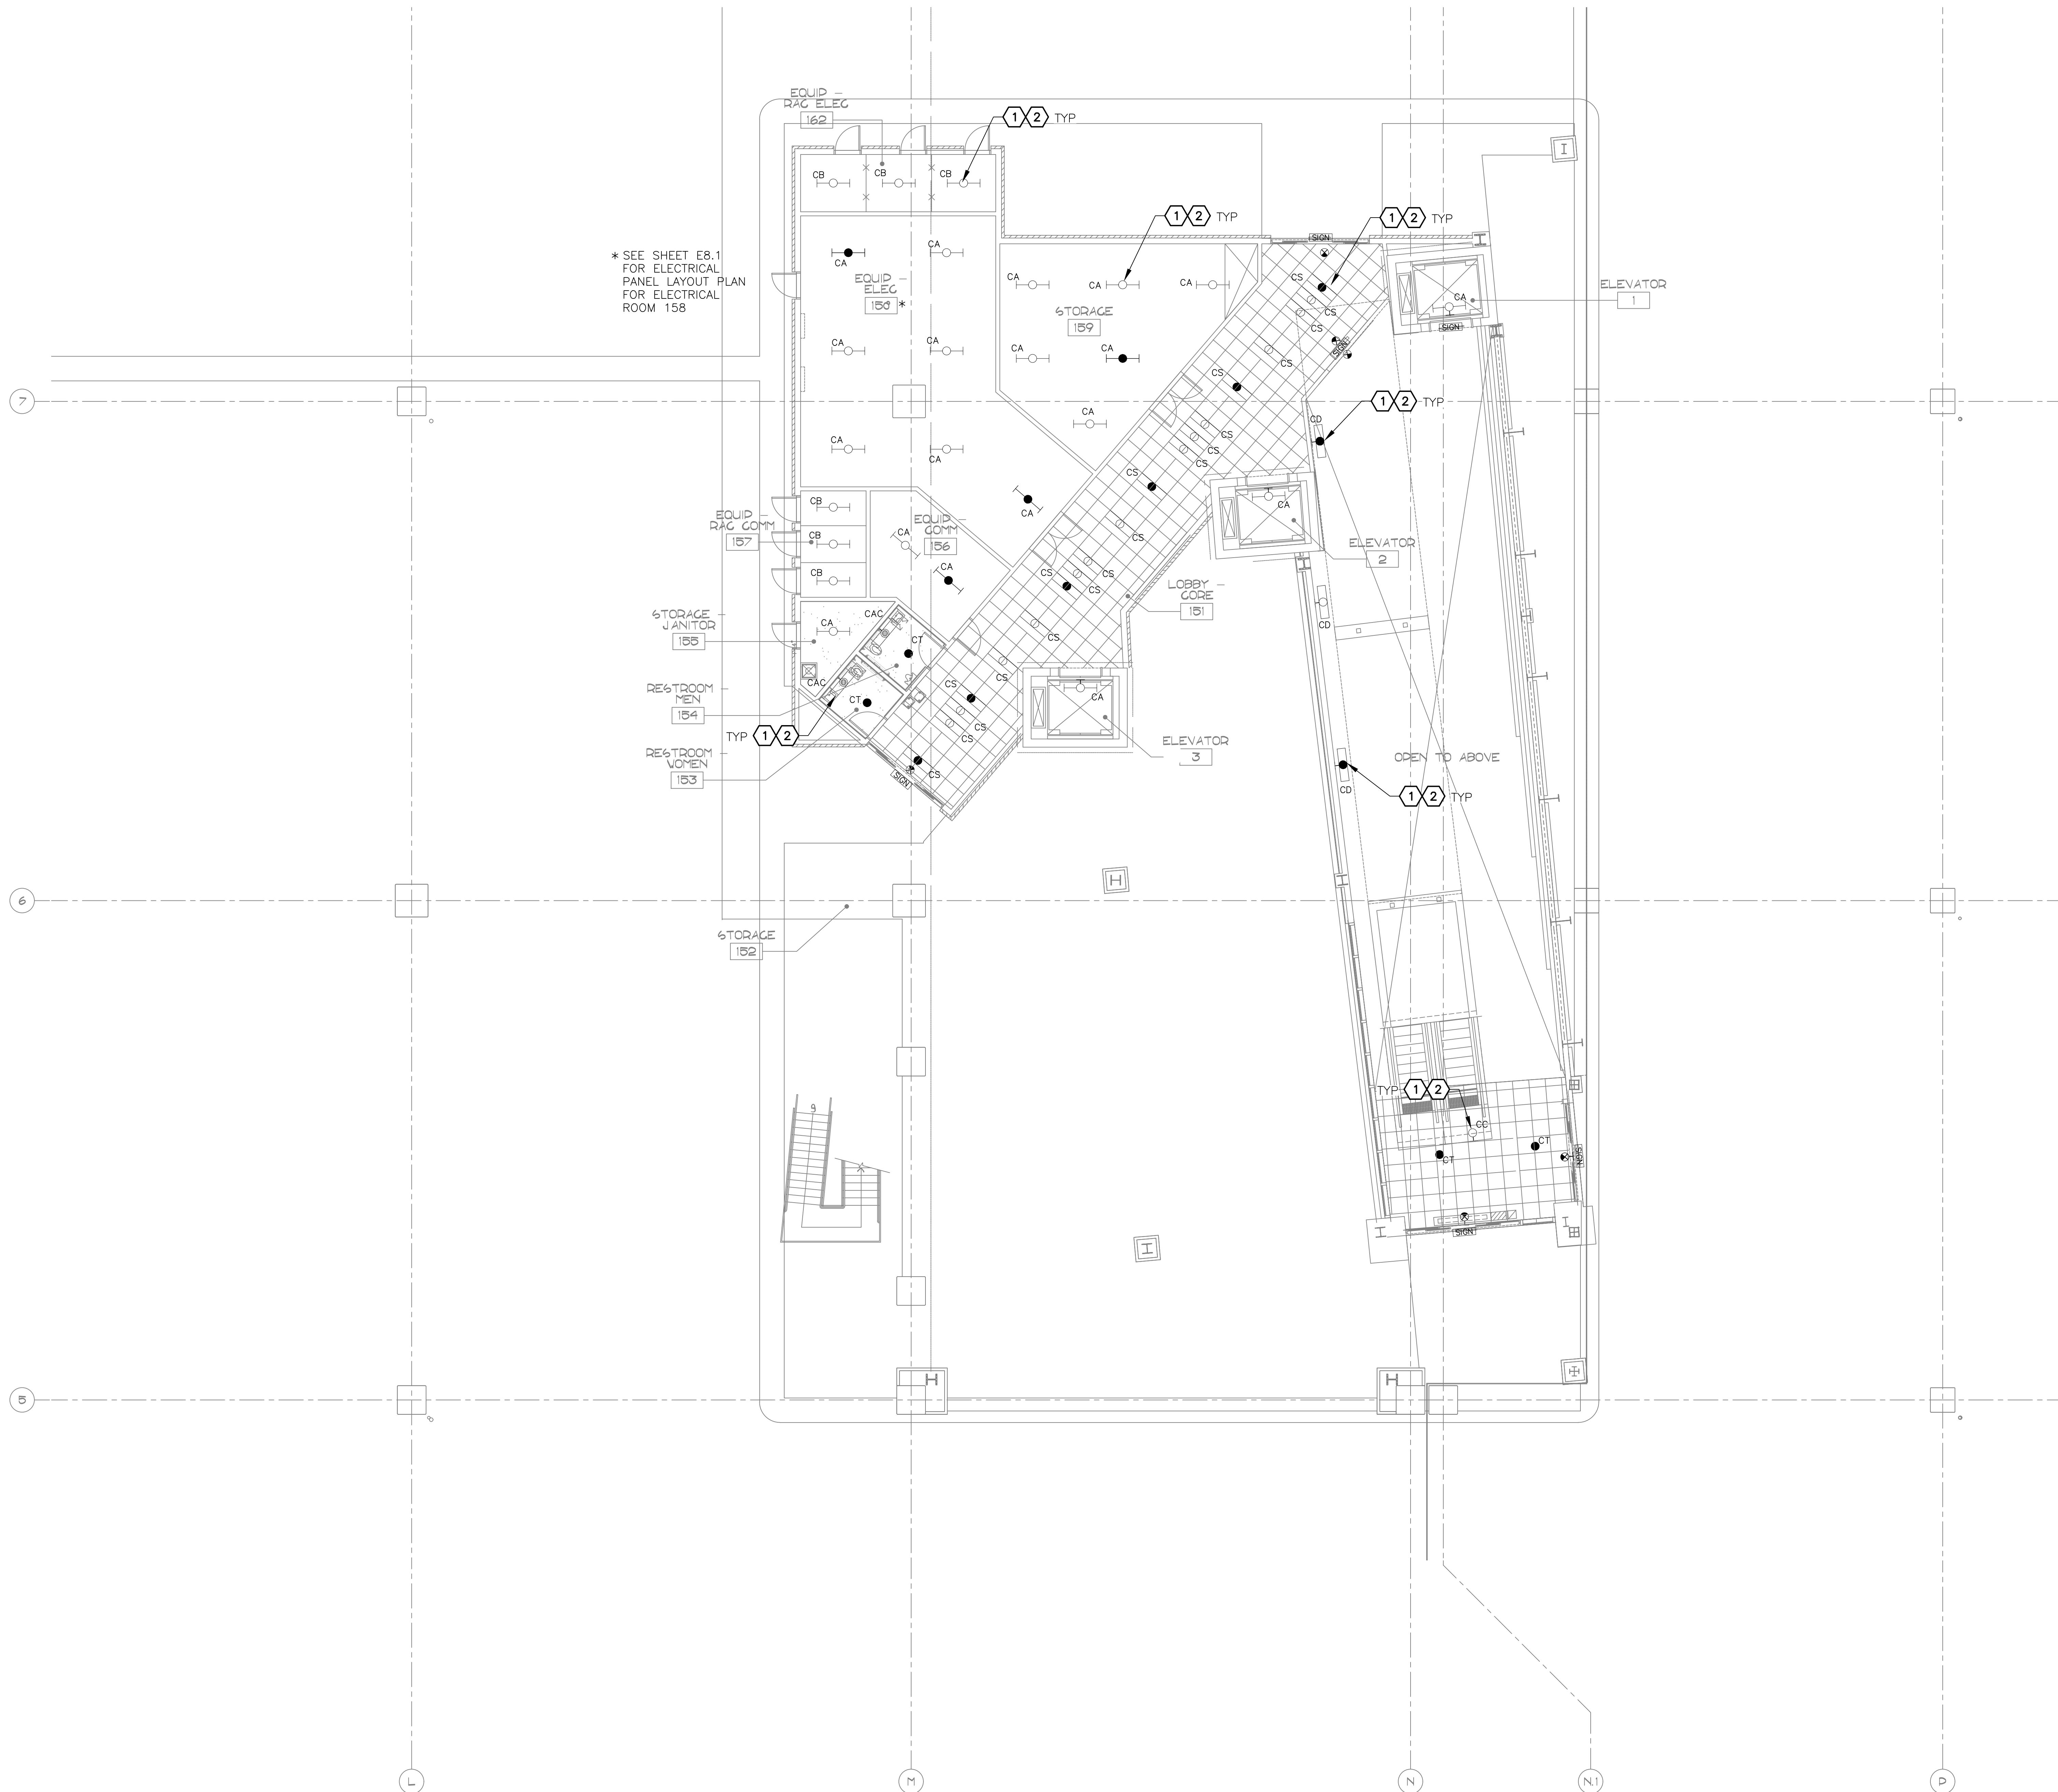 EQUIP -
RAC ELEC
162
1 2 TYP
CB
CB
CB
1 2 TYP
1 2 TYP
SIGN
* SEE SHEET E8.1
FOR ELECTRICAL
PANEL LAYOUT PLAN
FOR ELECTRICAL
ROOM 158
CA
CA
EQUIP -
ELEC
158 *
CA
CA
CA
STORAGE
159
CS
CS
CS
CA
SIGN
ELEVATOR
1
CA
CA
CA
CA
SIGN
CS
CS
7
1 2 TYP
CA
CD
CA
CA
CS
CS
CS
CS
CB
CA
CA
EQUIP -
RAC COMM
157
EQUIP -
COMM
156
CA
CS
CB
CA
ELEVATOR
2
CB
CA
CS
CS
CS
LOBBY -
CORE
151
STORAGE -
JANITOR
155
CAC
CA
CT
CS
CD
CAC
CS
CS
CA
RESTROOM -
MEN
154
CT
CS
CS
TYP 1 2
RESTROOM -
WOMEN
153
SIGN
CS
ELEVATOR
3
OPEN TO ABOVE
CD
1 2 TYP
6
STORAGE
152
TYP 1 2
CC
CT
CT
SIGN
SIGN
5
L
M
N
N.1
P